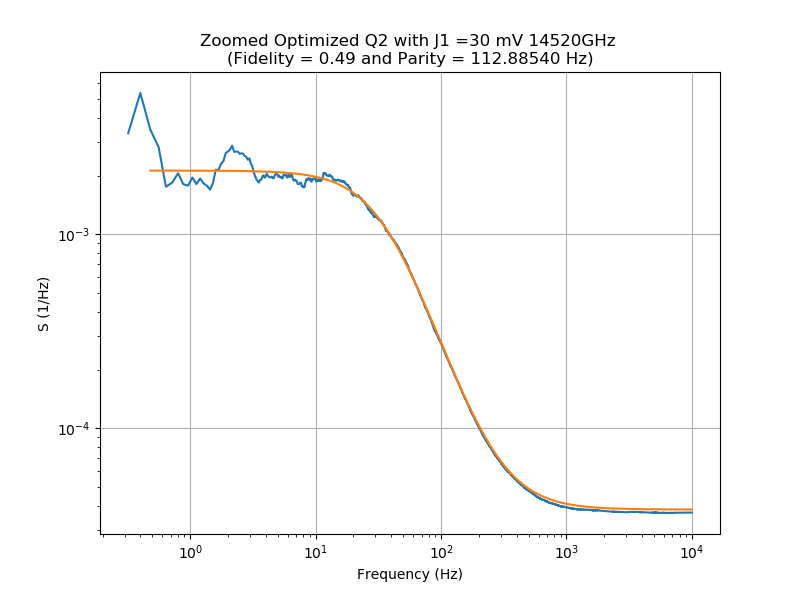 Zoomed Optimized Q2 with J1 =30 mV 14520GHz
(Fidelity = 0.49 and Parity = 112.88540 Hz)
S (1/Hz)
10⁻³
10⁻⁴
10⁰ 10¹ 10² 10³ 10⁴
Frequency (Hz)